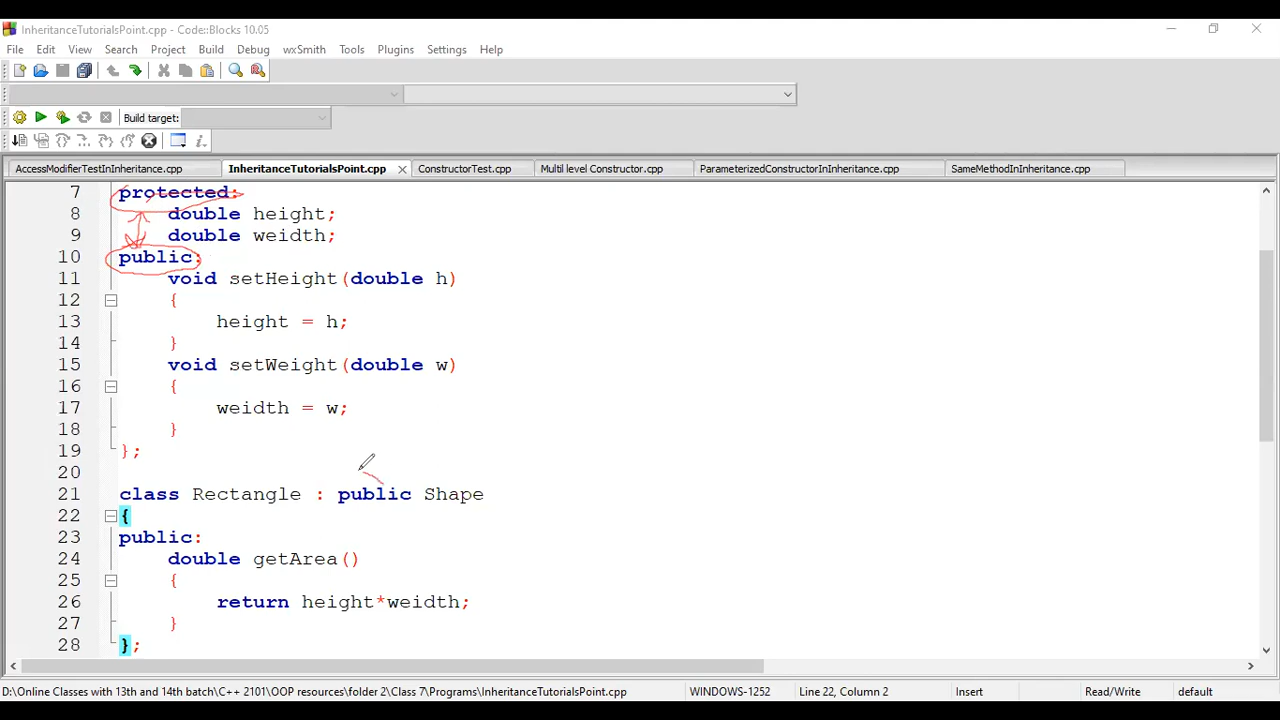 InheritanceTutorialsPoint.cpp - Code::Blocks 10.05
File Edit View Search Project Build Debug wxSmith Tools Plugins Settings Help
Build target:
AccessModifierTestInInheritance.cpp InheritanceTutorialsPoint.cpp ConstructorTest.cpp Multi level Constructor.cpp ParameterizedConstructorInInheritance.cpp SameMethodInInheritance.cpp
7 protected:
8 double height;
9 double weidth;
10 public:
11 void setHeight(double h)
12 {
13 height = h;
14 }
15 void setWeight(double w)
16 {
17 weidth = w;
18 }
19 };
20
21 class Rectangle : public Shape
22 {
23 public:
24 double getArea()
25 {
26 return height*weidth;
27 }
28 };
D:\Online Classes with 13th and 14th batch\C++ 2101\OOP resources\folder 2\Class 7\Programs\InheritanceTutorialsPoint.cpp WINDOWS-1252 Line 22, Column 2 Insert Read/Write default